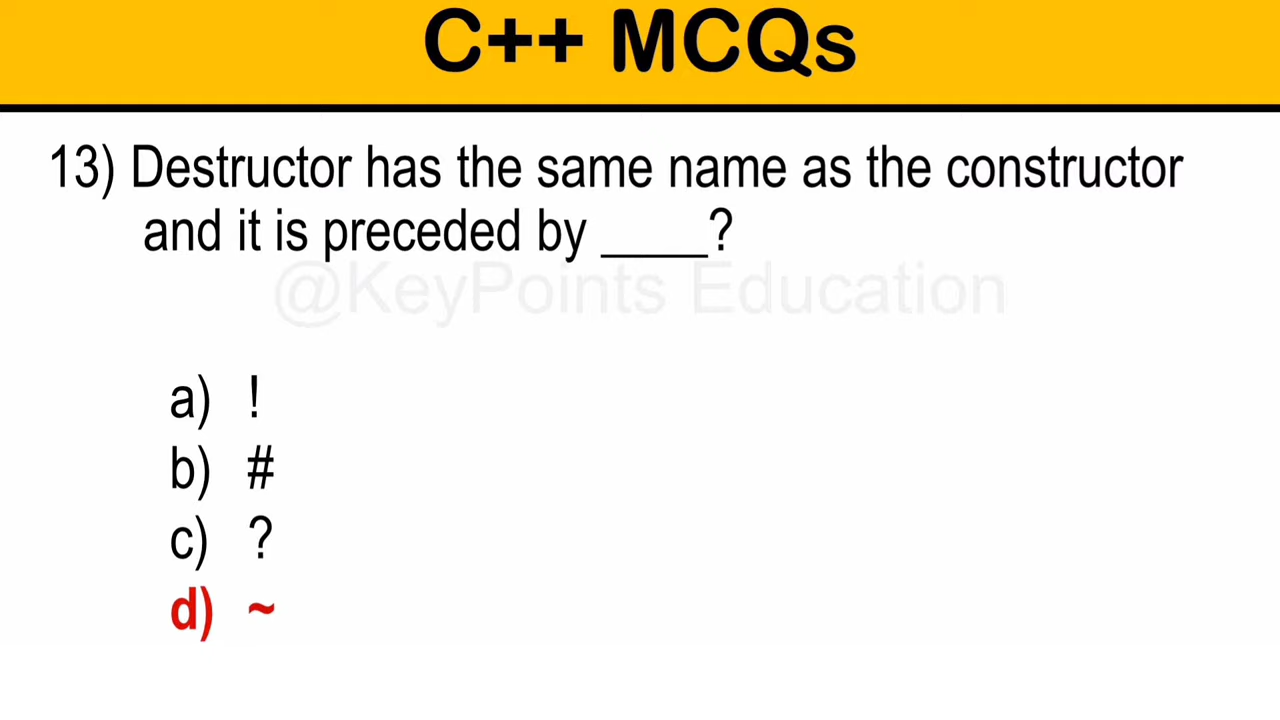 C++ MCQs
13) Destructor has the same name as the constructor
and it is preceded by ____?
@KeyPoints Education
a) !
b) #
c) ?
d) ~